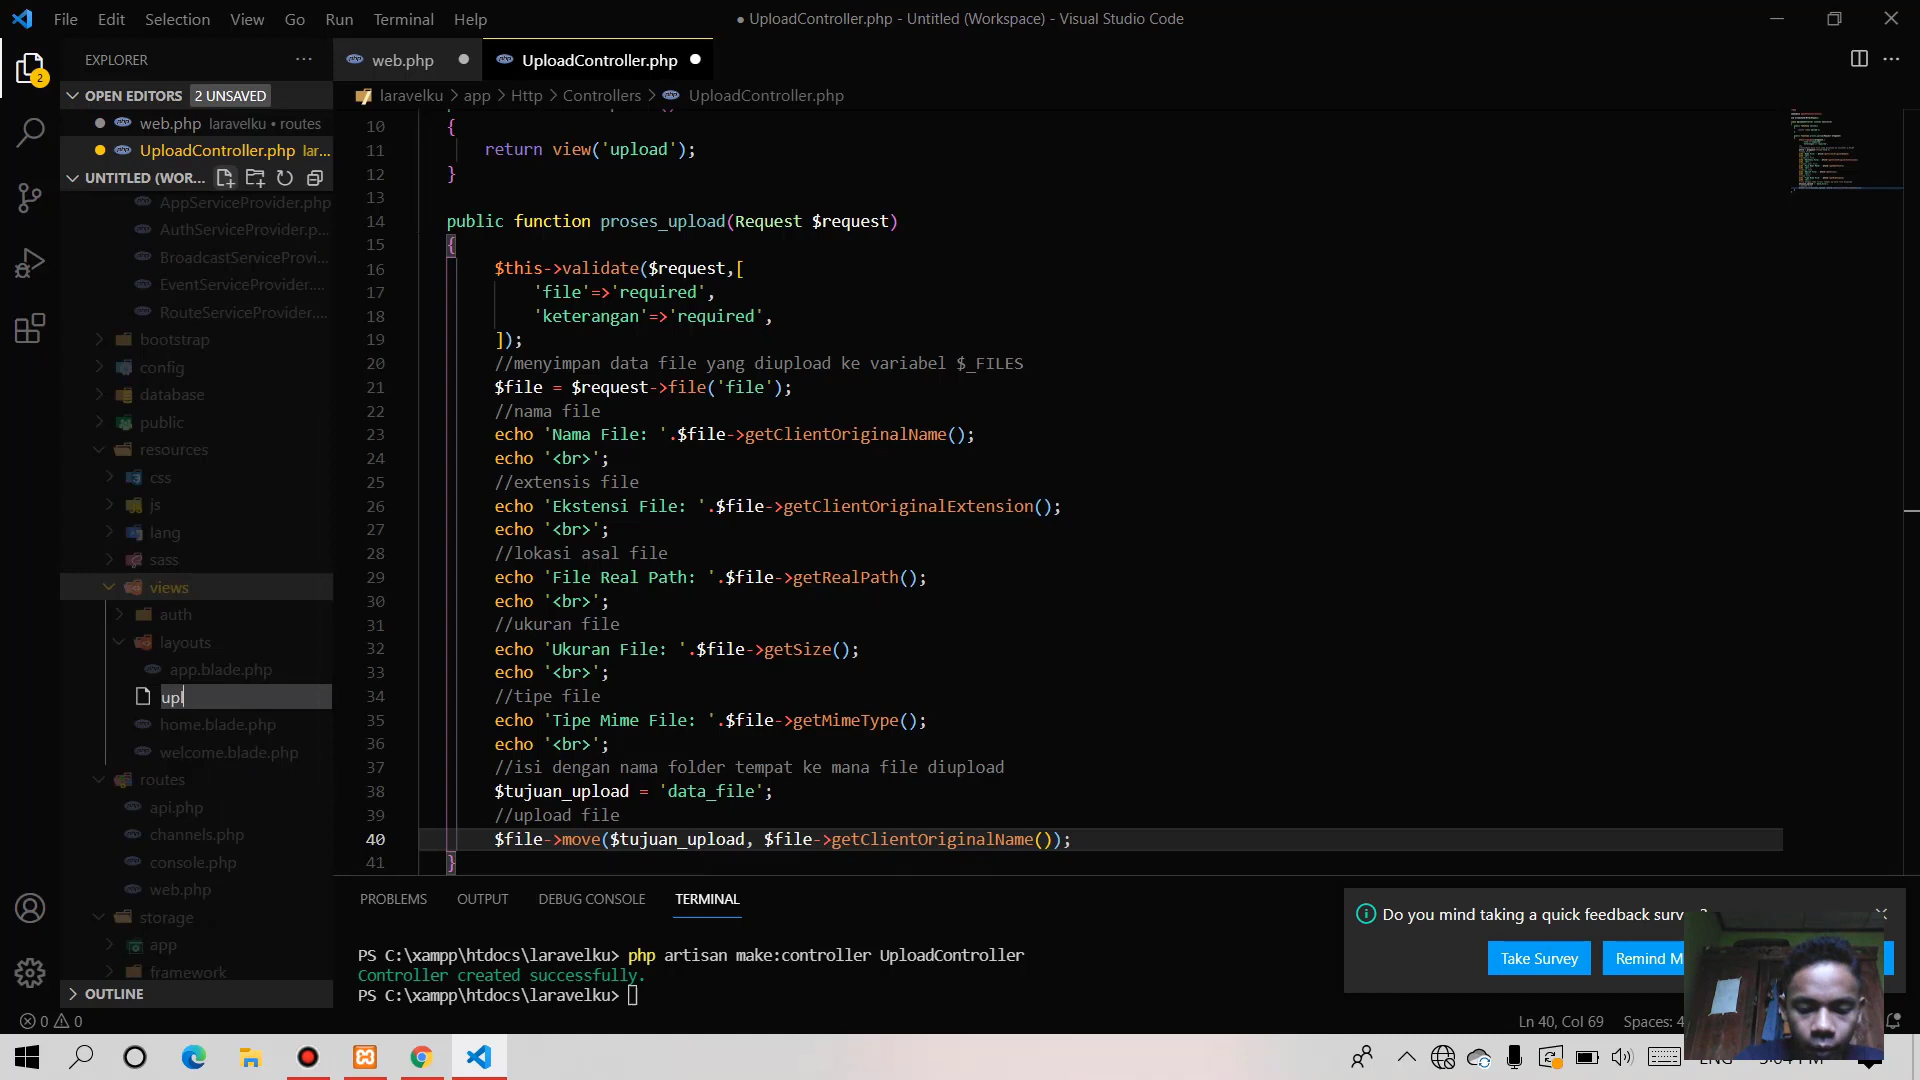 File Edit Selection View Go Run Terminal Help
● UploadController.php - Untitled (Workspace) - Visual Studio Code
EXPLORER
OPEN EDITORS 2 UNSAVED
web.php laravelku • routes
UploadController.php lar...
UNTITLED (WOR...
AppServiceProvider.php
AuthServiceProvider.p...
BroadcastServiceProvi...
EventServiceProvider....
RouteServiceProvider....
bootstrap
config
database
public
resources
css
js
lang
sass
views
auth
layouts
app.blade.php
upl
home.blade.php
welcome.blade.php
routes
api.php
channels.php
console.php
web.php
storage
app
framework
OUTLINE
2
web.php
UploadController.php
laravelku > app > Http > Controllers > UploadController.php
10 {
11 return view('upload');
12 }
13
14 public function proses_upload(Request $request)
15 {
16 $this->validate($request,[
17 'file'=>'required',
18 'keterangan'=>'required',
19 ]);
20 //menyimpan data file yang diupload ke variabel $_FILES
21 $file = $request->file('file');
22 //nama file
23 echo 'Nama File: '.$file->getClientOriginalName();
24 echo '<br>';
25 //extensis file
26 echo 'Ekstensi File: '.$file->getClientOriginalExtension();
27 echo '<br>';
28 //lokasi asal file
29 echo 'File Real Path: '.$file->getRealPath();
30 echo '<br>';
31 //ukuran file
32 echo 'Ukuran File: '.$file->getSize();
33 echo '<br>';
34 //tipe file
35 echo 'Tipe Mime File: '.$file->getMimeType();
36 echo '<br>';
37 //isi dengan nama folder tempat ke mana file diupload
38 $tujuan_upload = 'data_file';
39 //upload file
40 $file->move($tujuan_upload, $file->getClientOriginalName());
41 }
PROBLEMS OUTPUT DEBUG CONSOLE TERMINAL
PS C:\xampp\htdocs\laravelku> php artisan make:controller UploadController
Controller created successfully.
PS C:\xampp\htdocs\laravelku>
Do you mind taking a quick feedback
Take Survey Remind M
0 0
Ln 40, Col 69 Spaces: 4